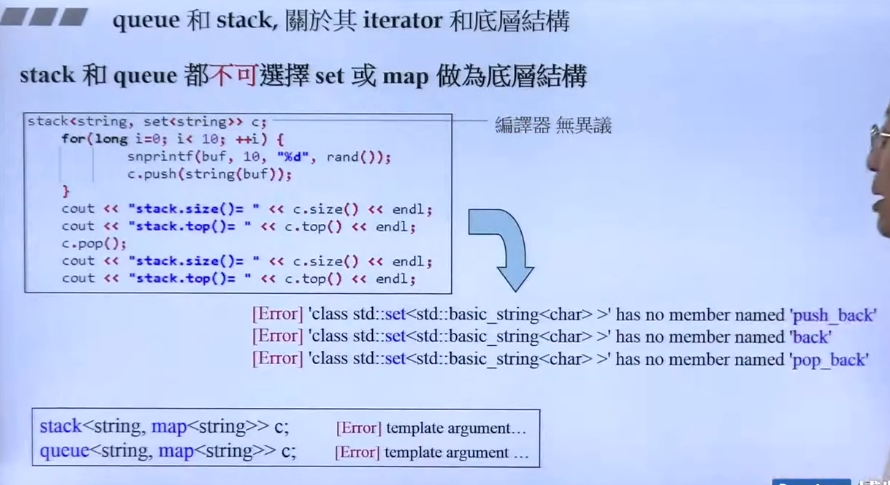 queue 和 stack, 關於其 iterator 和底層結構
stack 和 queue 都不可選擇 set 或 map 做為底層結構
stack<string, set<string>> c;
編譯器 無異議
for(long i=0; i< 10; ++i) {
snprintf(buf, 10, "%d", rand());
c.push(string(buf));
}
cout << "stack.size()= " << c.size() << endl;
cout << "stack.top()= " << c.top() << endl;
c.pop();
cout << "stack.size()= " << c.size() << endl;
cout << "stack.top()= " << c.top() << endl;
[Error] 'class std::set<std::basic_string<char> >' has no member named 'push_back'
[Error] 'class std::set<std::basic_string<char> >' has no member named 'back'
[Error] 'class std::set<std::basic_string<char> >' has no member named 'pop_back'
stack<string, map<string>> c; [Error] template argument…
queue<string, map<string>> c; [Error] template argument …